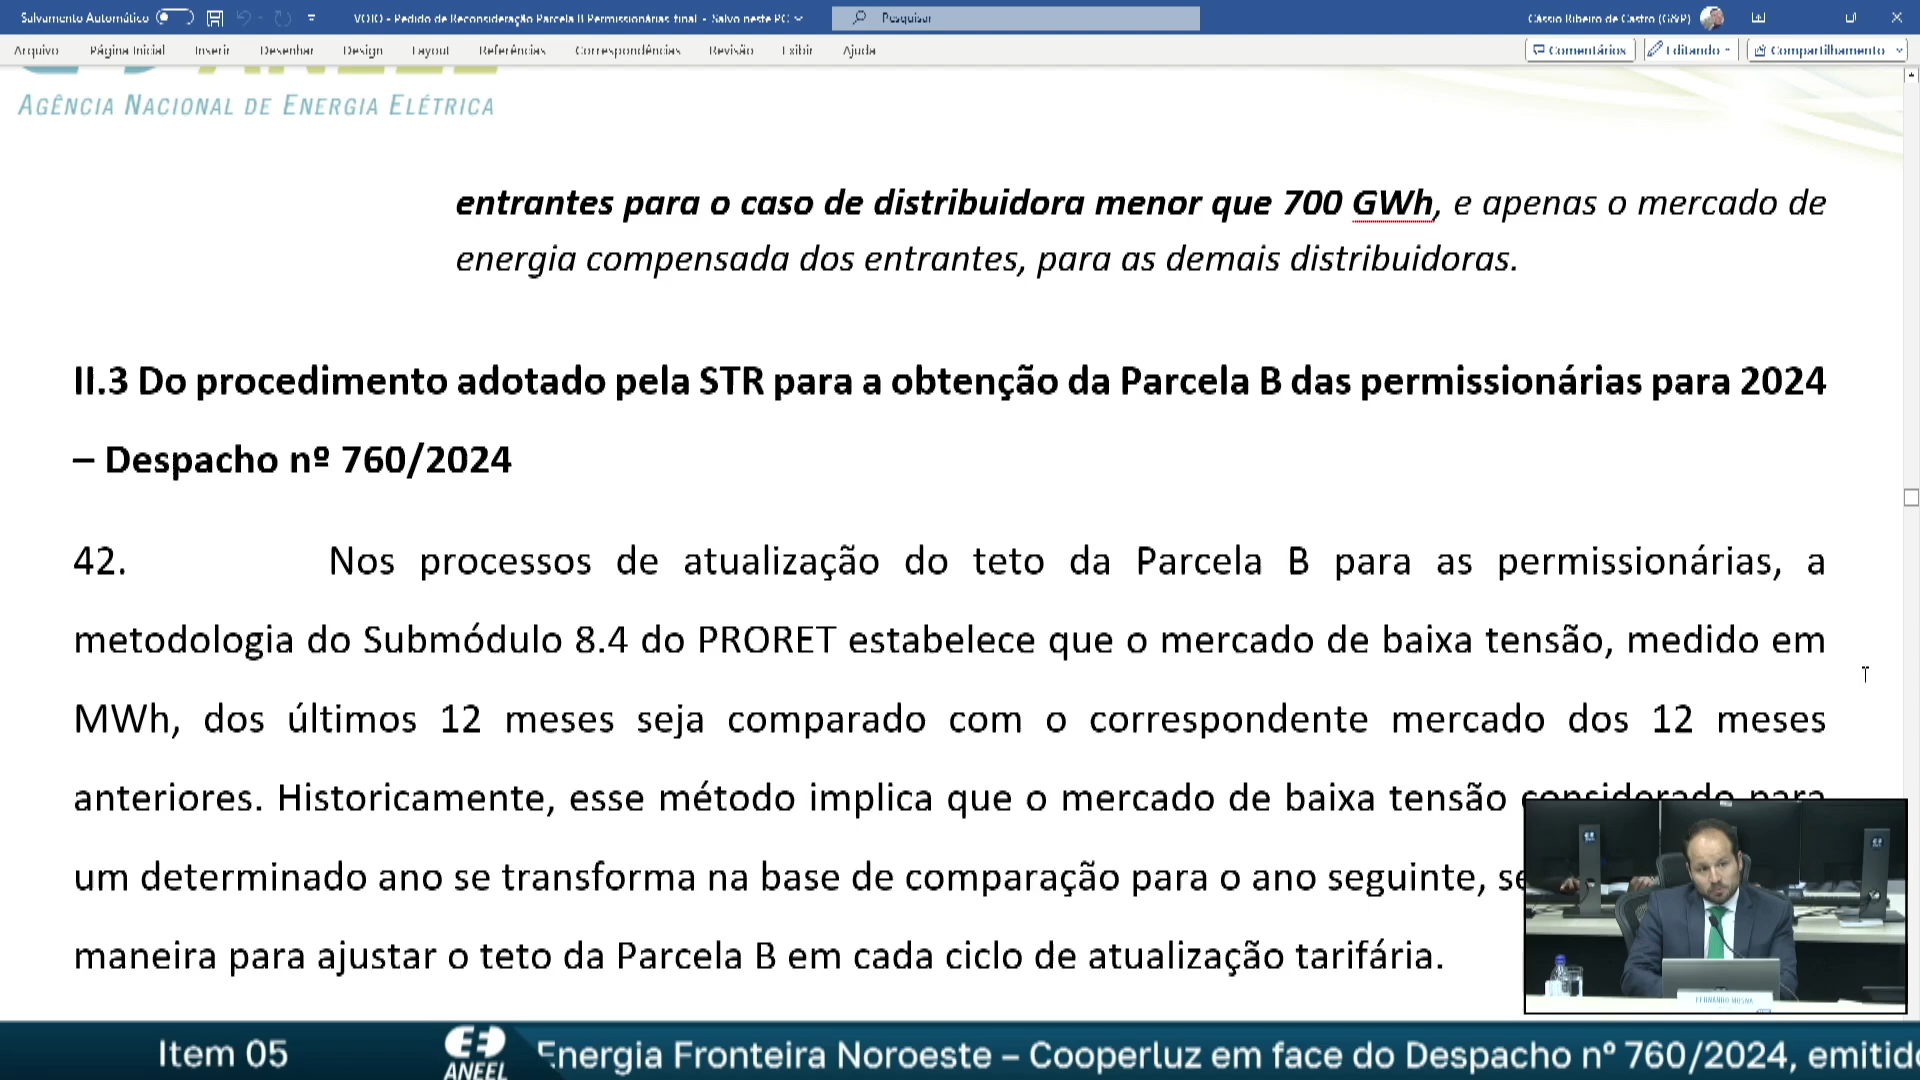 Salvamento Automático
VOTO - Pedido de Reconsideração Parcela B Permissionárias_final - Salvo neste PC
Pesquisar
Cássio Ribeiro de Castro (G&P)
Arquivo Página Inicial Inserir Desenhar Design Layout Referências Correspondências Revisão Exibir Ajuda
Comentários Editando Compartilhamento
AGÊNCIA NACIONAL DE ENERGIA ELÉTRICA
entrantes para o caso de distribuidora menor que 700 GWh, e apenas o mercado de
energia compensada dos entrantes, para as demais distribuidoras.
II.3 Do procedimento adotado pela STR para a obtenção da Parcela B das permissionárias para 2024
– Despacho nº 760/2024
42. Nos processos de atualização do teto da Parcela B para as permissionárias, a
metodologia do Submódulo 8.4 do PRORET estabelece que o mercado de baixa tensão, medido em
MWh, dos últimos 12 meses seja comparado com o correspondente mercado dos 12 meses
anteriores. Historicamente, esse método implica que o mercado de baixa tensão considerado para
um determinado ano se transforma na base de comparação para o ano seguinte, se
maneira para ajustar o teto da Parcela B em cada ciclo de atualização tarifária.
FERNANDO MOSNA
Item 05
ANEEL
Energia Fronteira Noroeste – Cooperluz em face do Despacho nº 760/2024, emitido